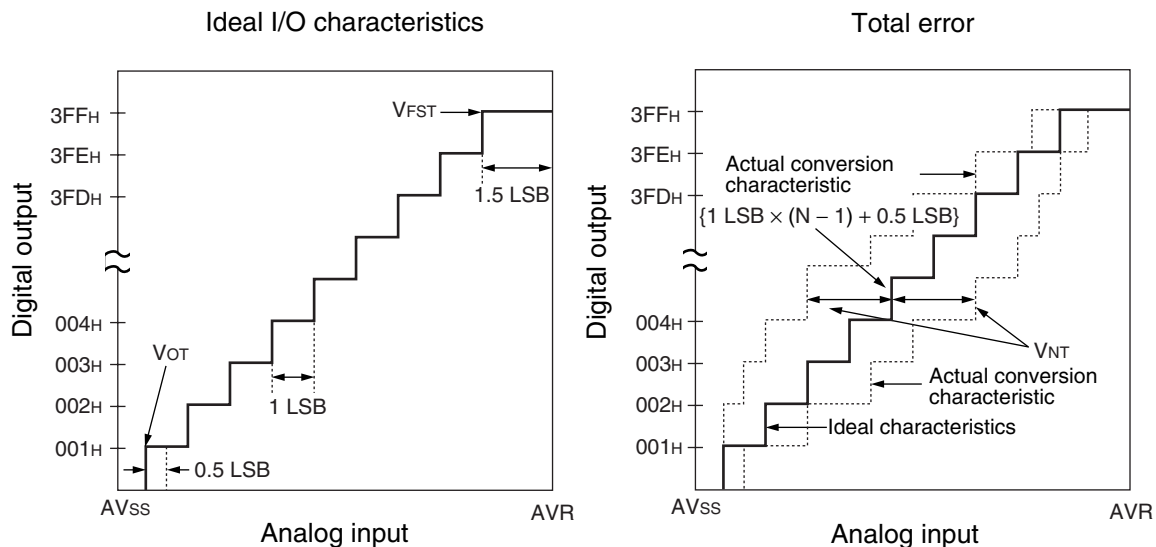 Ideal I/O characteristics
3FFH
3FEH
3FDH
004H
003H
002H
001H
Digital output
VFST
1.5 LSB
VOT
1 LSB
0.5 LSB
AVSS
AVR
Analog input
Total error
3FFH
3FEH
3FDH
004H
003H
002H
001H
Digital output
Actual conversion
characteristic
{1 LSB × (N − 1) + 0.5 LSB}
VNT
Actual conversion
characteristic
Ideal characteristics
AVSS
AVR
Analog input